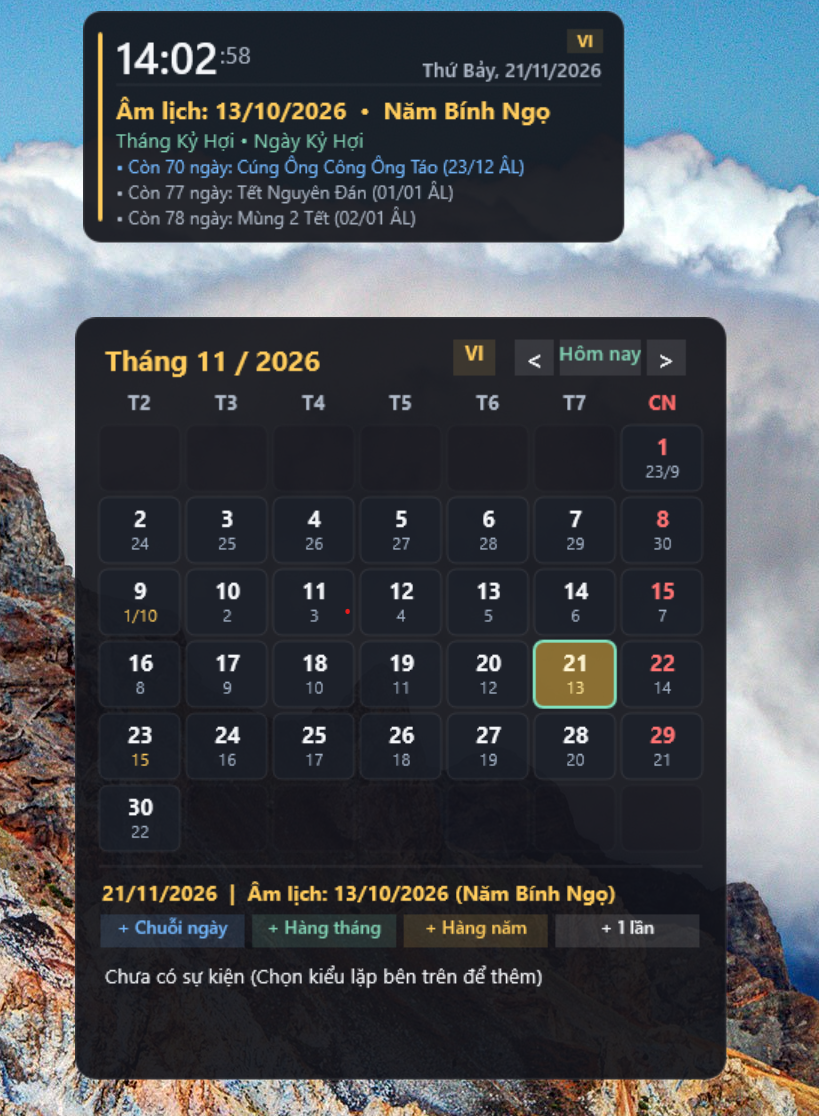 14:02:58
VI
Thứ Bảy, 21/11/2026
Âm lịch: 13/10/2026 • Năm Bính Ngọ
Tháng Kỷ Hợi • Ngày Kỷ Hợi
• Còn 70 ngày: Cúng Ông Công Ông Táo (23/12 ÂL)
• Còn 77 ngày: Tết Nguyên Đán (01/01 ÂL)
• Còn 78 ngày: Mùng 2 Tết (02/01 ÂL)
Tháng 11 / 2026 VI < Hôm nay >
T2 T3 T4 T5 T6 T7 CN
1
23/9
2 3 4 5 6 7 8
24 25 26 27 28 29 30
9 10 11 12 13 14 15
1/10 2 3 4 5 6 7
16 17 18 19 20 21 22
8 9 10 11 12 13 14
23 24 25 26 27 28 29
15 16 17 18 19 20 21
30
22
21/11/2026 | Âm lịch: 13/10/2026 (Năm Bính Ngọ)
+ Chuỗi ngày + Hàng tháng + Hàng năm + 1 lần
Chưa có sự kiện (Chọn kiểu lặp bên trên để thêm)